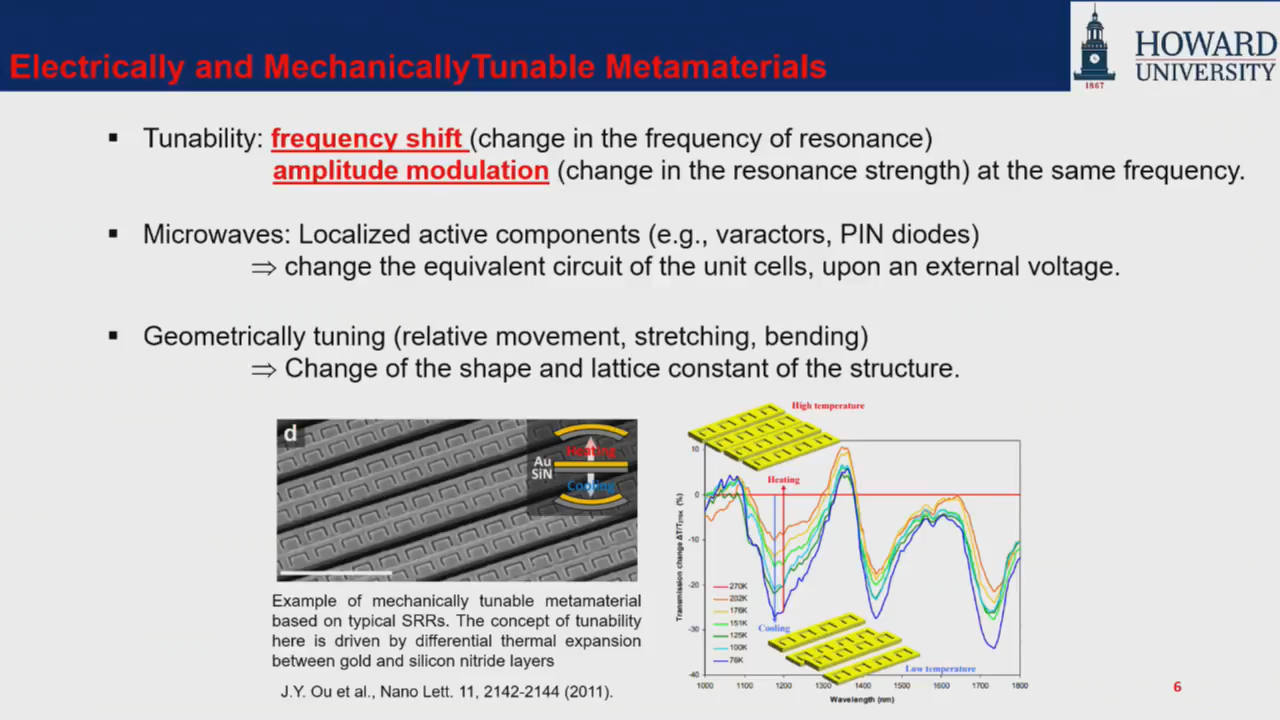 Electrically and MechanicallyTunable Metamaterials
HOWARD
UNIVERSITY
1867
▪ Tunability: frequency shift (change in the frequency of resonance)
amplitude modulation (change in the resonance strength) at the same frequency.
▪ Microwaves: Localized active components (e.g., varactors, PIN diodes)
⇒ change the equivalent circuit of the unit cells, upon an external voltage.
▪ Geometrically tuning (relative movement, stretching, bending)
⇒ Change of the shape and lattice constant of the structure.
d
Heating
Au
SiN
Cooling
Example of mechanically tunable metamaterial
based on typical SRRs. The concept of tunability
here is driven by differential thermal expansion
between gold and silicon nitride layers
J.Y. Ou et al., Nano Lett. 11, 2142-2144 (2011).
High temperature
Heating
10
0
-10
-20
-30
-40
Transmission change ΔT/T270K (%)
270K
202K
176K
151K
125K
100K
76K
Cooling
Low temperature
1000 1100 1200 1300 1400 1500 1600 1700 1800
Wavelength (nm)
6